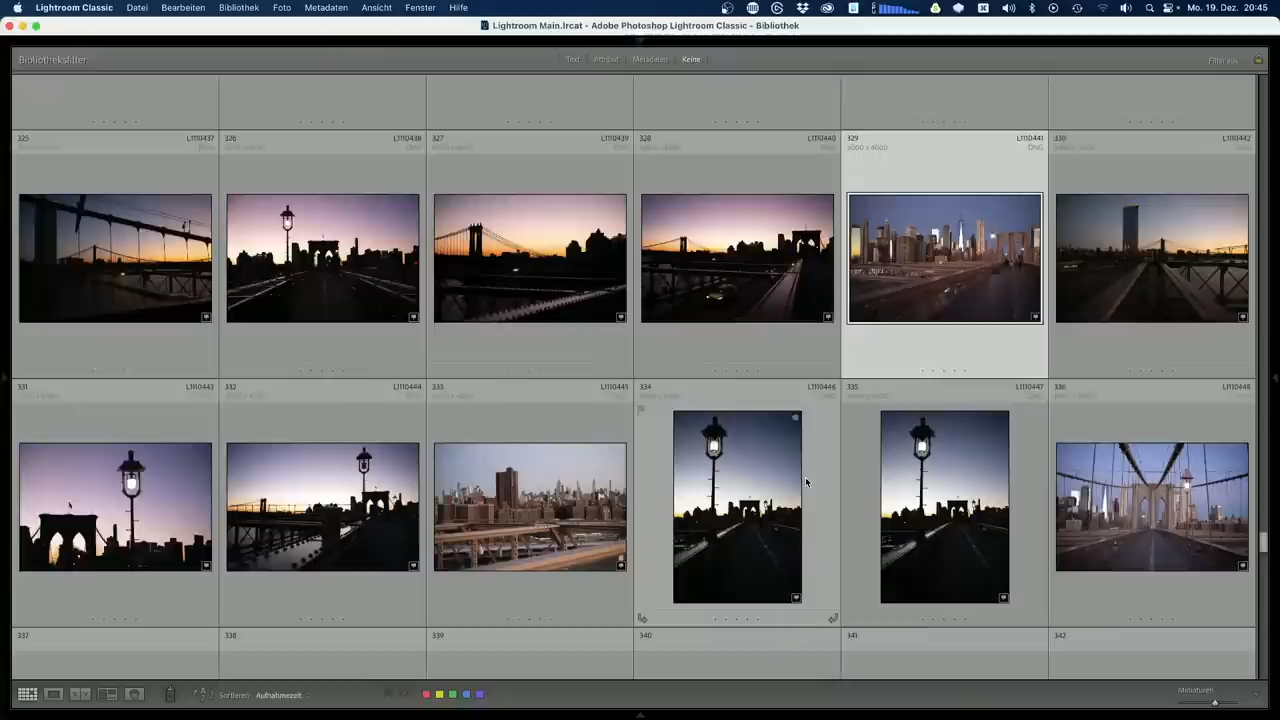 Lightroom Classic Datei Bearbeiten Bibliothek Foto Metadaten Ansicht Fenster Hilfe Mo. 19. Dez. 20:45
Lightroom Main.lrcat - Adobe Photoshop Lightroom Classic - Bibliothek
Bibliotheksfilter: Text Attribut Metadaten Keine Filter aus
325 L1110437 326 L1110438 327 L1110439 328 L1110440 329 L1110441 330 L1110442
6000 x 4000 DNG
331 L1110443 332 L1110444 333 L1110445 334 L1110446 335 L1110447 336 L1110448
337 338 339 340 341 342
Sortieren: Aufnahmezeit Miniaturen